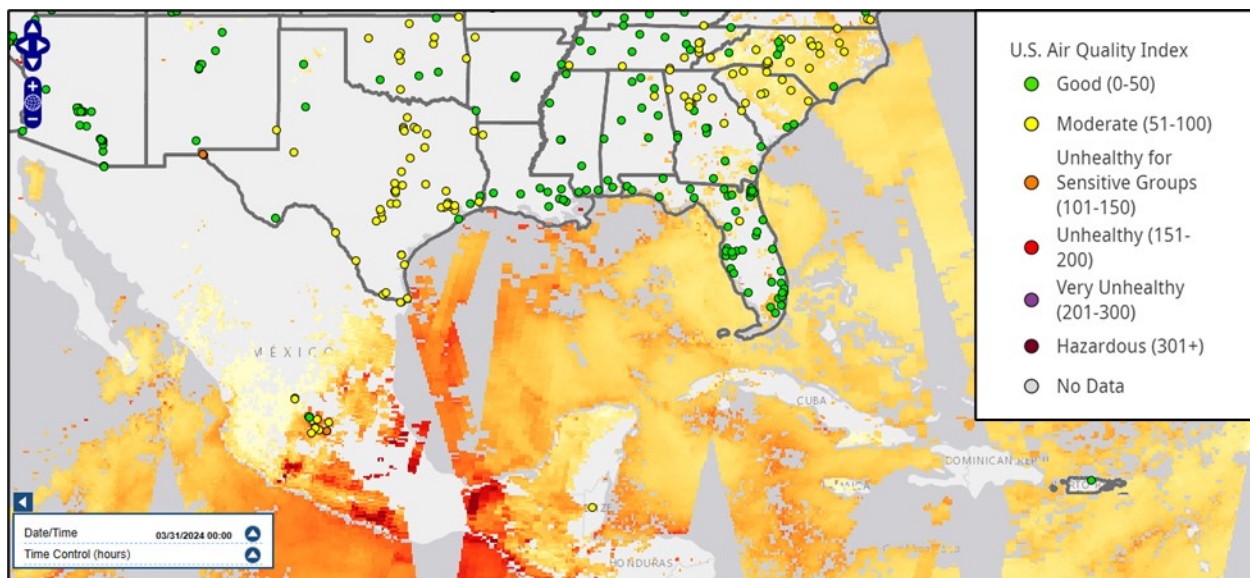 U.S. Air Quality Index
Good (0-50)
Moderate (51-100)
Unhealthy for
Sensitive Groups
(101-150)
Unhealthy (151-
200)
Very Unhealthy
(201-300)
Hazardous (301+)
No Data
MÉXICO
CUBA
DOMINICAN REP
HONDURAS
Date/Time 03/31/2024 00:00
Time Control (hours)